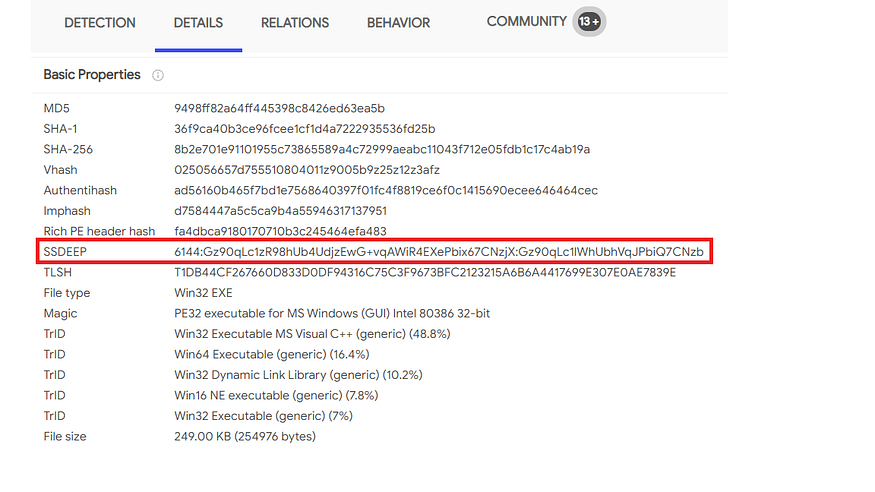 DETECTION DETAILS RELATIONS BEHAVIOR COMMUNITY 13+
Basic Properties
MD5 9498ff82a64ff445398c8426ed63ea5b
SHA-1 36f9ca40b3ce96fcee1cf1d4a7222935536fd25b
SHA-256 8b2e701e91101955c73865589a4c72999aeabc11043f712e05fdb1c17c4ab19a
Vhash 025056657d755510804011z9005b9z25z12z3afz
Authentihash ad56160b465f7bd1e7568640397f01fc4f8819ce6f0c1415690ecee646464cec
Imphash d7584447a5c5ca9b4a55946317137951
Rich PE header hash fa4dbca9180170710b3c245464efa483
SSDEEP 6144:Gz90qLc1zR98hUb4UdjzEwG+vqAWiR4EXePbix67CNzjX:Gz90qLc1lWhUbhVqJPbiQ7CNzb
TLSH T1DB44CF267660D833D0DF94316C75C3F9673BFC2123215A6B6A4417699E307E0AE7839E
File type Win32 EXE
Magic PE32 executable for MS Windows (GUI) Intel 80386 32-bit
TrID Win32 Executable MS Visual C++ (generic) (48.8%)
TrID Win64 Executable (generic) (16.4%)
TrID Win32 Dynamic Link Library (generic) (10.2%)
TrID Win16 NE executable (generic) (7.8%)
TrID Win32 Executable (generic) (7%)
File size 249.00 KB (254976 bytes)